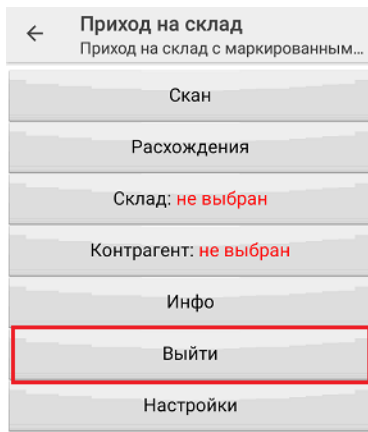 Приход на склад
Приход на склад с маркированным...
Скан
Расхождения
Склад: не выбран
Контрагент: не выбран
Инфо
Выйти
Настройки